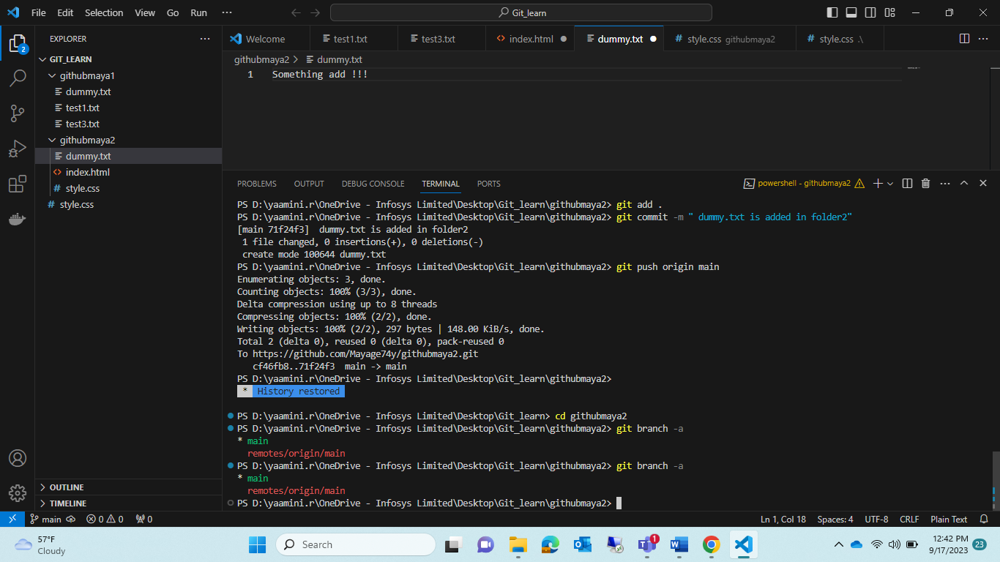 File Edit Selection View Go Run ··· Git_learn
EXPLORER ···
Welcome test1.txt test3.txt index.html dummy.txt style.css githubmaya2 style.css .\ ···
GIT_LEARN
githubmaya1
dummy.txt
test1.txt
test3.txt
githubmaya2
dummy.txt
index.html
style.css
style.css
OUTLINE
TIMELINE
githubmaya2 > dummy.txt
1 Something add !!!
PROBLEMS OUTPUT DEBUG CONSOLE TERMINAL PORTS powershell - githubmaya2 ···
PS D:\yaamini.r\OneDrive - Infosys Limited\Desktop\Git_learn\githubmaya2> git add .
PS D:\yaamini.r\OneDrive - Infosys Limited\Desktop\Git_learn\githubmaya2> git commit -m " dummy.txt is added in folder2"
[main 71f24f3]  dummy.txt is added in folder2
 1 file changed, 0 insertions(+), 0 deletions(-)
 create mode 100644 dummy.txt
PS D:\yaamini.r\OneDrive - Infosys Limited\Desktop\Git_learn\githubmaya2> git push origin main
Enumerating objects: 3, done.
Counting objects: 100% (3/3), done.
Delta compression using up to 8 threads
Compressing objects: 100% (2/2), done.
Writing objects: 100% (2/2), 297 bytes | 148.00 KiB/s, done.
Total 2 (delta 0), reused 0 (delta 0), pack-reused 0
To https://github.com/Mayage74y/githubmaya2.git
   cf46fb8..71f24f3  main -> main
PS D:\yaamini.r\OneDrive - Infosys Limited\Desktop\Git_learn\githubmaya2>
 *  History restored
PS D:\yaamini.r\OneDrive - Infosys Limited\Desktop\Git_learn> cd githubmaya2
PS D:\yaamini.r\OneDrive - Infosys Limited\Desktop\Git_learn\githubmaya2> git branch -a
* main
  remotes/origin/main
PS D:\yaamini.r\OneDrive - Infosys Limited\Desktop\Git_learn\githubmaya2> git branch -a
* main
  remotes/origin/main
PS D:\yaamini.r\OneDrive - Infosys Limited\Desktop\Git_learn\githubmaya2>
2
main 0 0 0 Ln 1, Col 18 Spaces: 4 UTF-8 CRLF Plain Text
57°F
Cloudy
Search
1
12:42 PM
9/17/2023
23